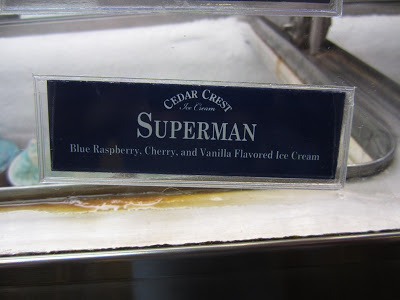 CEDAR CREST
Ice Cream
SUPERMAN
Blue Raspberry, Cherry, and Vanilla Flavored Ice Cream